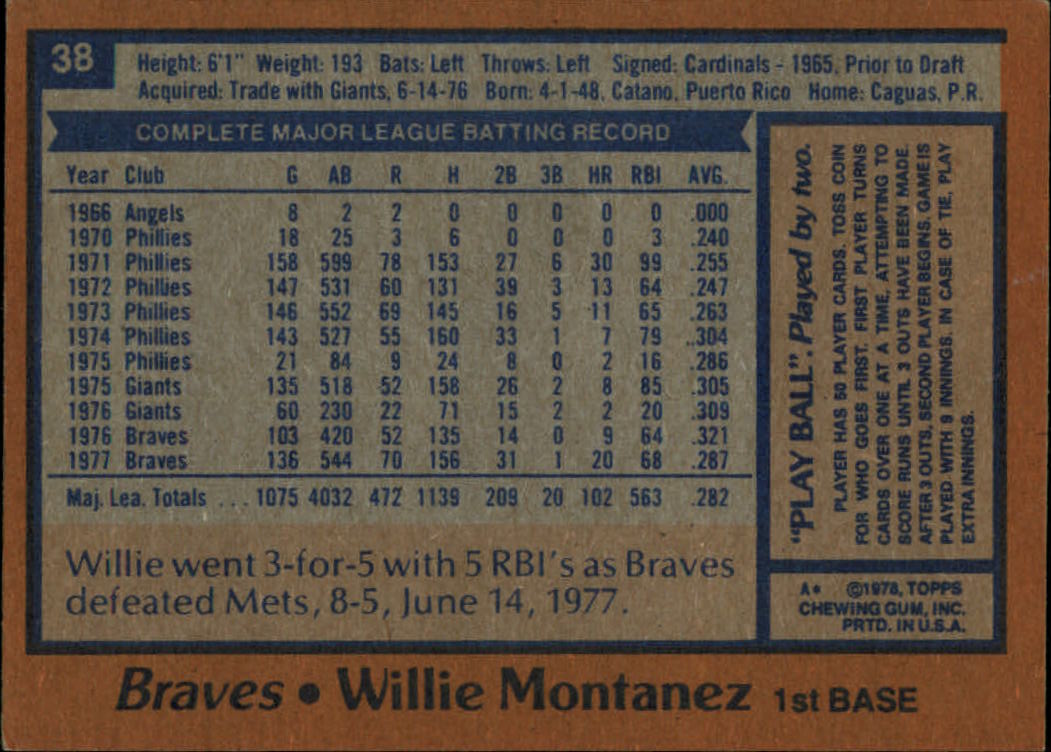 38
Height: 6'1" Weight: 193 Bats: Left Throws: Left Signed: Cardinals - 1965, Prior to Draft
Acquired: Trade with Giants, 6-14-76 Born: 4-1-48, Catano, Puerto Rico Home: Caguas, P.R.
COMPLETE MAJOR LEAGUE BATTING RECORD
Year Club G AB R H 2B 3B HR RBI AVG.
1966 Angels 8 2 2 0 0 0 0 0 .000
1970 Phillies 18 25 3 6 0 0 0 3 .240
1971 Phillies 158 599 78 153 27 6 30 99 .255
1972 Phillies 147 531 60 131 39 3 13 64 .247
1973 Phillies 146 552 69 145 16 5 11 65 .263
1974 Phillies 143 527 55 160 33 1 7 79 .304
1975 Phillies 21 84 9 24 8 0 2 16 .286
1975 Giants 135 518 52 158 26 2 8 85 .305
1976 Giants 60 230 22 71 15 2 2 20 .309
1976 Braves 103 420 52 135 14 0 9 64 .321
1977 Braves 136 544 70 156 31 1 20 68 .287
Maj. Lea. Totals ... 1075 4032 472 1139 209 20 102 563 .282
Willie went 3-for-5 with 5 RBI's as Braves
defeated Mets, 8-5, June 14, 1977.
"PLAY BALL". Played by two.
PLAYER HAS 50 PLAYER CARDS. TOSS COIN
FOR WHO GOES FIRST. FIRST PLAYER TURNS
CARDS OVER ONE AT A TIME, ATTEMPTING TO
SCORE RUNS UNTIL 3 OUTS HAVE BEEN MADE.
AFTER 3 OUTS, SECOND PLAYER BEGINS. GAME IS
PLAYED WITH 9 INNINGS. IN CASE OF TIE, PLAY
EXTRA INNINGS.
A* ©1978, TOPPS
CHEWING GUM, INC.
PRTD. IN U.S.A.
Braves • Willie Montanez 1st BASE